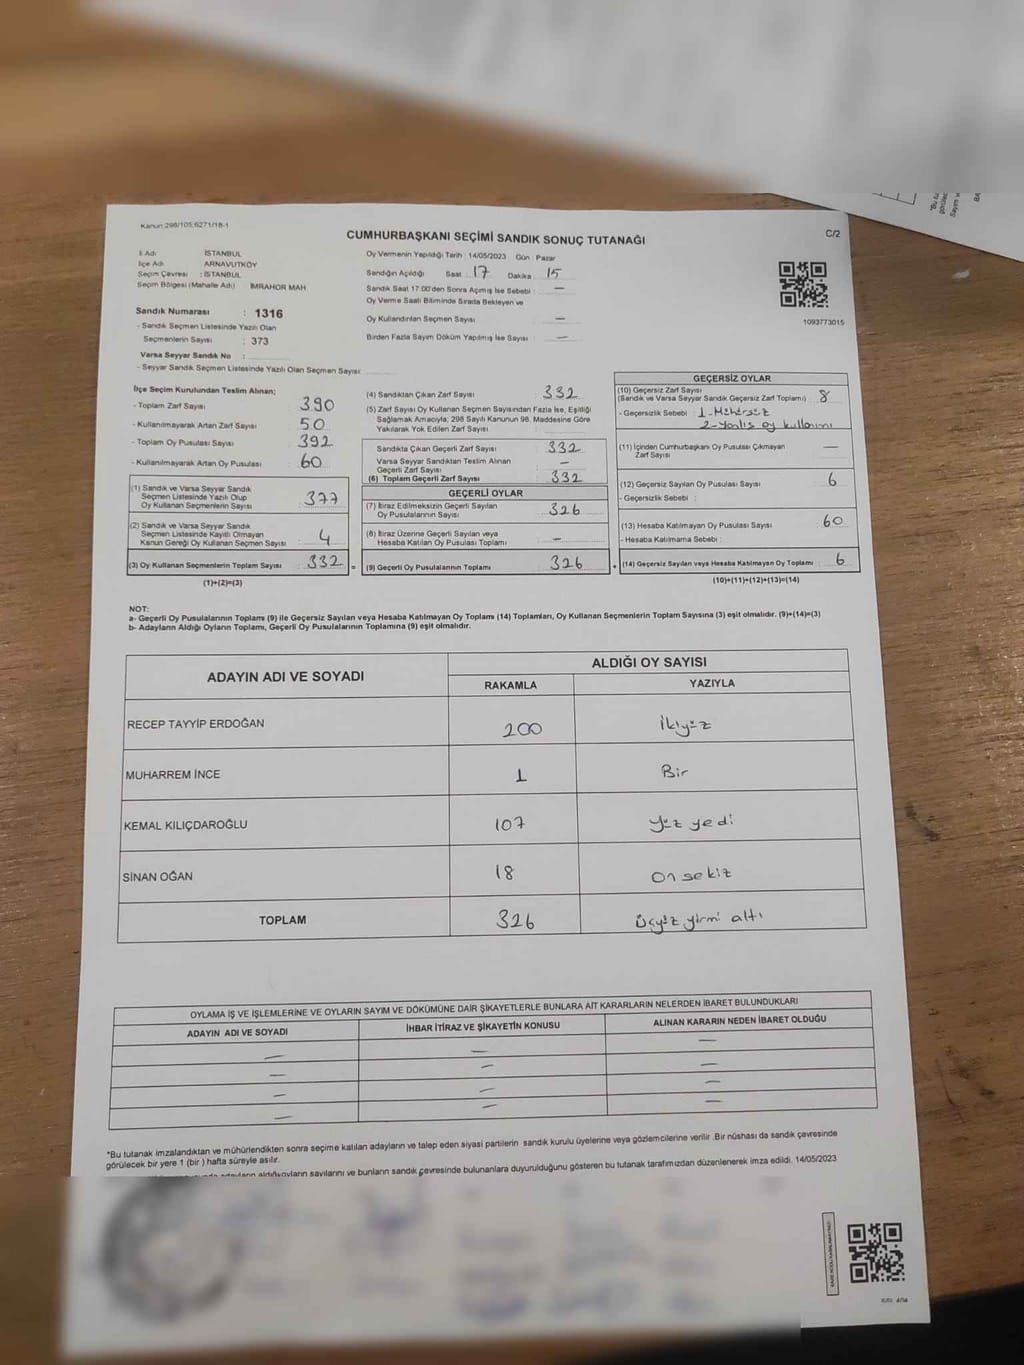 Kanun:298/105;6271/18-1
CUMHURBAŞKANI SEÇİMİ SANDIK SONUÇ TUTANAĞI
C/2
İl Adı İSTANBUL
İlçe Adı ARNAVUTKÖY
Seçim Çevresi : İSTANBUL
Seçim Bölgesi (Mahalle Adı) İMRAHOR MAH
Oy Vermenin Yapıldığı Tarih : 14/05/2023 Gün : Pazar
Sandığın Açıldığı Saat 17 Dakika 15
Sandık Saat 17.00'den Sonra Açılmış İse Sebebi : —
Oy Verme Saati Bitiminde Sırada Bekleyen ve
Oy Kullandırılan Seçmen Sayısı : —
Birden Fazla Sayım Döküm Yapılmış İse Sayısı : —
1093773015
Sandık Numarası : 1316
- Sandık Seçmen Listesinde Yazılı Olan
Seçmenlerin Sayısı : 373
Varsa Seyyar Sandık No :
- Seyyar Sandık Seçmen Listesinde Yazılı Olan Seçmen Sayısı:
İlçe Seçim Kurulundan Teslim Alınan;
- Toplam Zarf Sayısı : 390
- Kullanılmayarak Artan Zarf Sayısı : 50
- Toplam Oy Pusulası Sayısı : 392
- Kullanılmayarak Artan Oy Pusulası : 60
(1) Sandık ve Varsa Seyyar Sandık
Seçmen Listesinde Yazılı Olup
Oy Kullanan Seçmenlerin Sayısı : 377
(2) Sandık ve Varsa Seyyar Sandık
Seçmen Listesinde Kayıtlı Olmayan
Kanun Gereği Oy Kullanan Seçmen Sayısı : 4
(3) Oy Kullanan Seçmenlerin Toplam Sayısı : 332 =
(1)+(2)=(3)
(4) Sandıktan Çıkan Zarf Sayısı : 332
(5) Zarf Sayısı Oy Kullanan Seçmen Sayısından Fazla İse, Eşitliği
Sağlamak Amacıyla, 298 Sayılı Kanunun 98. Maddesine Göre
Yakılarak Yok Edilen Zarf Sayısı :
Sandıkta Çıkan Geçerli Zarf Sayısı : 332
Varsa Seyyar Sandıktan Teslim Alınan
Geçerli Zarf Sayısı : —
(6) Toplam Geçerli Zarf Sayısı : 332
GEÇERLİ OYLAR
(7) İtiraz Edilmeksizin Geçerli Sayılan
Oy Pusulalarının Sayısı : 326
(8) İtiraz Üzerine Geçerli Sayılan veya
Hesaba Katılan Oy Pusulası Toplamı : —
(9) Geçerli Oy Pusulalarının Toplamı : 326 +
GEÇERSİZ OYLAR
(10) Geçersiz Zarf Sayısı
(Sandık ve Varsa Seyyar Sandık Geçersiz Zarf Toplamı) : 8
- Geçersizlik Sebebi : 1-Mühürsüz
2-Yanlış oy kullanımı
(11) İçinden Cumhurbaşkanı Oy Pusulası Çıkmayan
Zarf Sayısı : —
(12) Geçersiz Sayılan Oy Pusulası Sayısı : 6
- Geçersizlik Sebebi :
(13) Hesaba Katılmayan Oy Pusulası Sayısı : 60
- Hesaba Katılmama Sebebi :
(14) Geçersiz Sayılan veya Hesaba Katılmayan Oy Toplamı : 6
(10)+(11)+(12)+(13)=(14)
NOT:
a- Geçerli Oy Pusulalarının Toplamı (9) ile Geçersiz Sayılan veya Hesaba Katılmayan Oy Toplamı (14) Toplamları, Oy Kullanan Seçmenlerin Toplam Sayısına (3) eşit olmalıdır. (9)+(14)=(3)
b- Adayların Aldığı Oyların Toplamı, Geçerli Oy Pusulalarının Toplamına (9) eşit olmalıdır.
ADAYIN ADI VE SOYADI ALDIĞI OY SAYISI
RAKAMLA YAZIYLA
RECEP TAYYİP ERDOĞAN 200 ikiyüz
MUHARREM İNCE 1 Bir
KEMAL KILIÇDAROĞLU 107 Yüz yedi
SİNAN OĞAN 18 On sekiz
TOPLAM 326 Üçyüz yirmi altı
OYLAMA İŞ VE İŞLEMLERİNE VE OYLARIN SAYIM VE DÖKÜMÜNE DAİR ŞİKAYETLERLE BUNLARA AİT KARARLARIN NELERDEN İBARET BULUNDUKLARI
ADAYIN ADI VE SOYADI İHBAR İTİRAZ VE ŞİKAYETİN KONUSU ALINAN KARARIN NEDEN İBARET OLDUĞU
— — —
— — —
— — —
— — —
*Bu tutanak imzalandıktan ve mühürlendikten sonra seçime katılan adayların ve talep eden siyasi partilerin sandık kurulu üyelerine veya gözlemcilerine verilir .Bir nüshası da sandık çevresinde
görülecek bir yere 1 (bir ) hafta süreyle asılır.
sayılarını ve bunların sandık çevresinde bulunanlara duyurulduğunu gösteren bu tutanak tarafımızdan düzenlenerek imza edildi. 14/05/2023